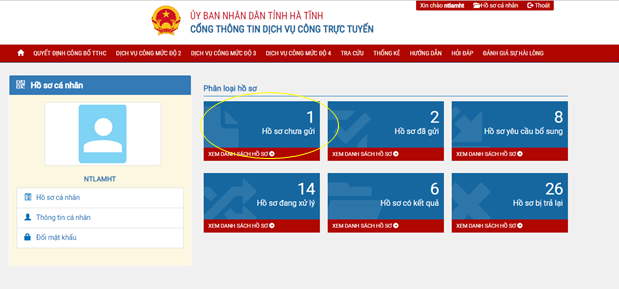 Xin chào ntlamht Hồ sơ cá nhân Thoát
ỦY BAN NHÂN DÂN TỈNH HÀ TĨNH
CỔNG THÔNG TIN DỊCH VỤ CÔNG TRỰC TUYẾN
QUYẾT ĐỊNH CÔNG BỐ TTHC DỊCH VỤ CÔNG MỨC ĐỘ 2 DỊCH VỤ CÔNG MỨC ĐỘ 3 DỊCH VỤ CÔNG MỨC ĐỘ 4 TRA CỨU THỐNG KÊ HƯỚNG DẪN HỎI ĐÁP ĐÁNH GIÁ SỰ HÀI LÒNG
Hồ sơ cá nhân
NTLAMHT
Hồ sơ cá nhân
Thông tin cá nhân
Đổi mật khẩu
Phân loại hồ sơ
1
Hồ sơ chưa gửi
XEM DANH SÁCH HỒ SƠ
2
Hồ sơ đã gửi
XEM DANH SÁCH HỒ SƠ
8
Hồ sơ yêu cầu bổ sung
XEM DANH SÁCH HỒ SƠ
14
Hồ sơ đang xử lý
XEM DANH SÁCH HỒ SƠ
6
Hồ sơ có kết quả
XEM DANH SÁCH HỒ SƠ
26
Hồ sơ bị trả lại
XEM DANH SÁCH HỒ SƠ